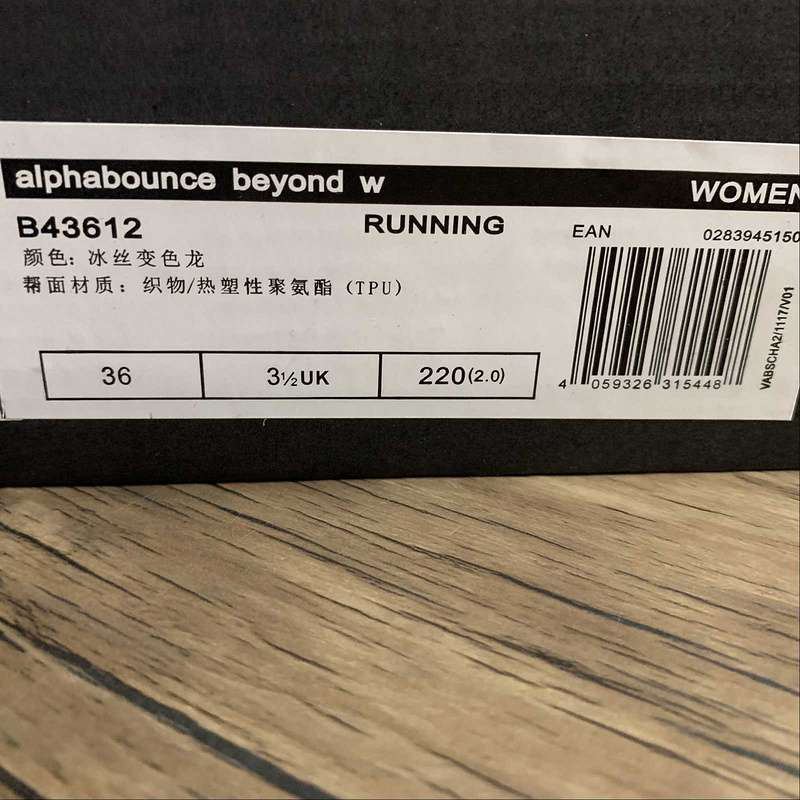 alphabounce beyond w
WOMEN
B43612
RUNNING
EAN
0283945150
颜色：冰丝变色龙
帮面材质：织物/热塑性聚氨酯（TPU）
36
3½UK
220(2.0)
4 059326 315448
VABSCHA2/1117/V01